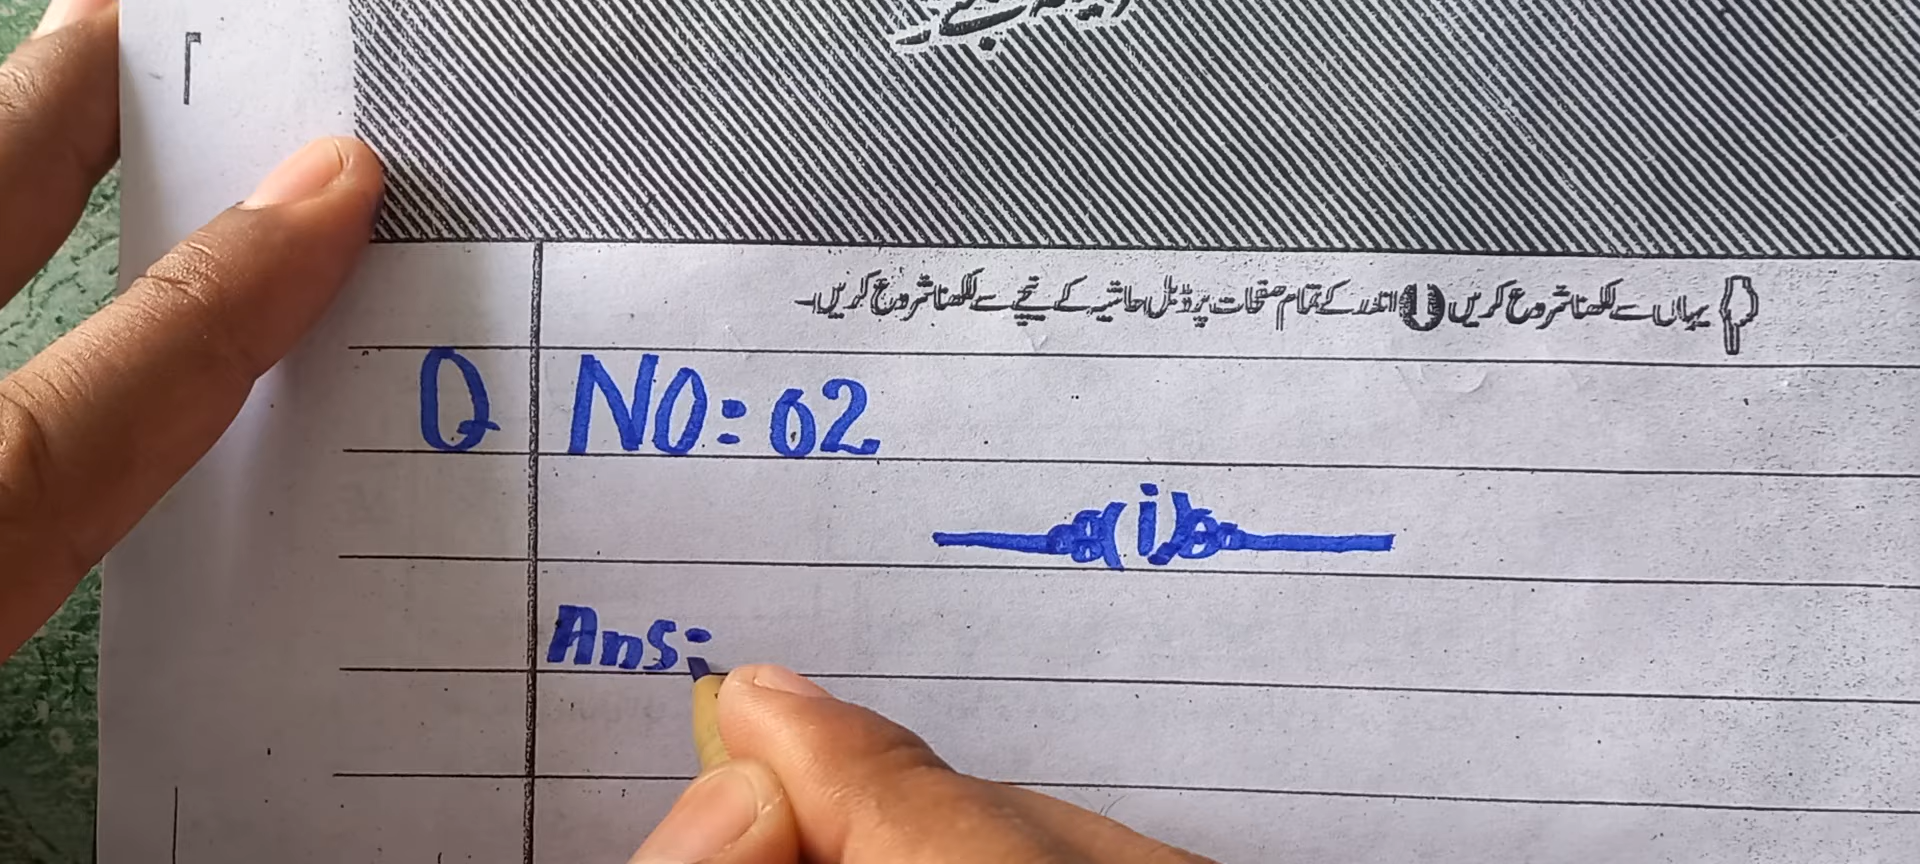 یہاں سے لکھنا شروع کریں اندر کے تمام صفحات پر ڈبل حاشیہ کے نیچے سے لکھنا شروع کریں۔
Q NO: 02
(i)
Ans: